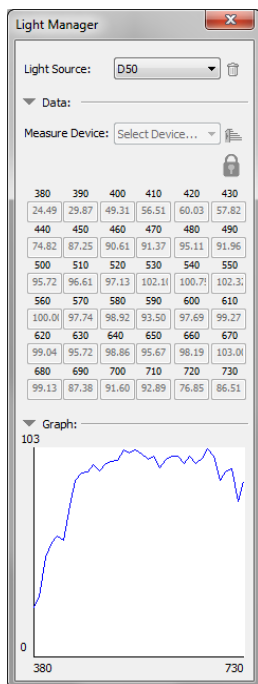 Light Manager
Light Source: D50
Data:
Measure Device: Select Device...
380 390 400 410 420 430
24.49 29.87 49.31 56.51 60.03 57.82
440 450 460 470 480 490
74.82 87.25 90.61 91.37 95.11 91.96
500 510 520 530 540 550
95.72 96.61 97.13 102.10 100.75 102.32
560 570 580 590 600 610
100.00 97.74 98.92 93.50 97.69 99.27
620 630 640 650 660 670
99.04 95.72 98.86 95.67 98.19 103.00
680 690 700 710 720 730
99.13 87.38 91.60 92.89 76.85 86.51
Graph:
103
0
380 730